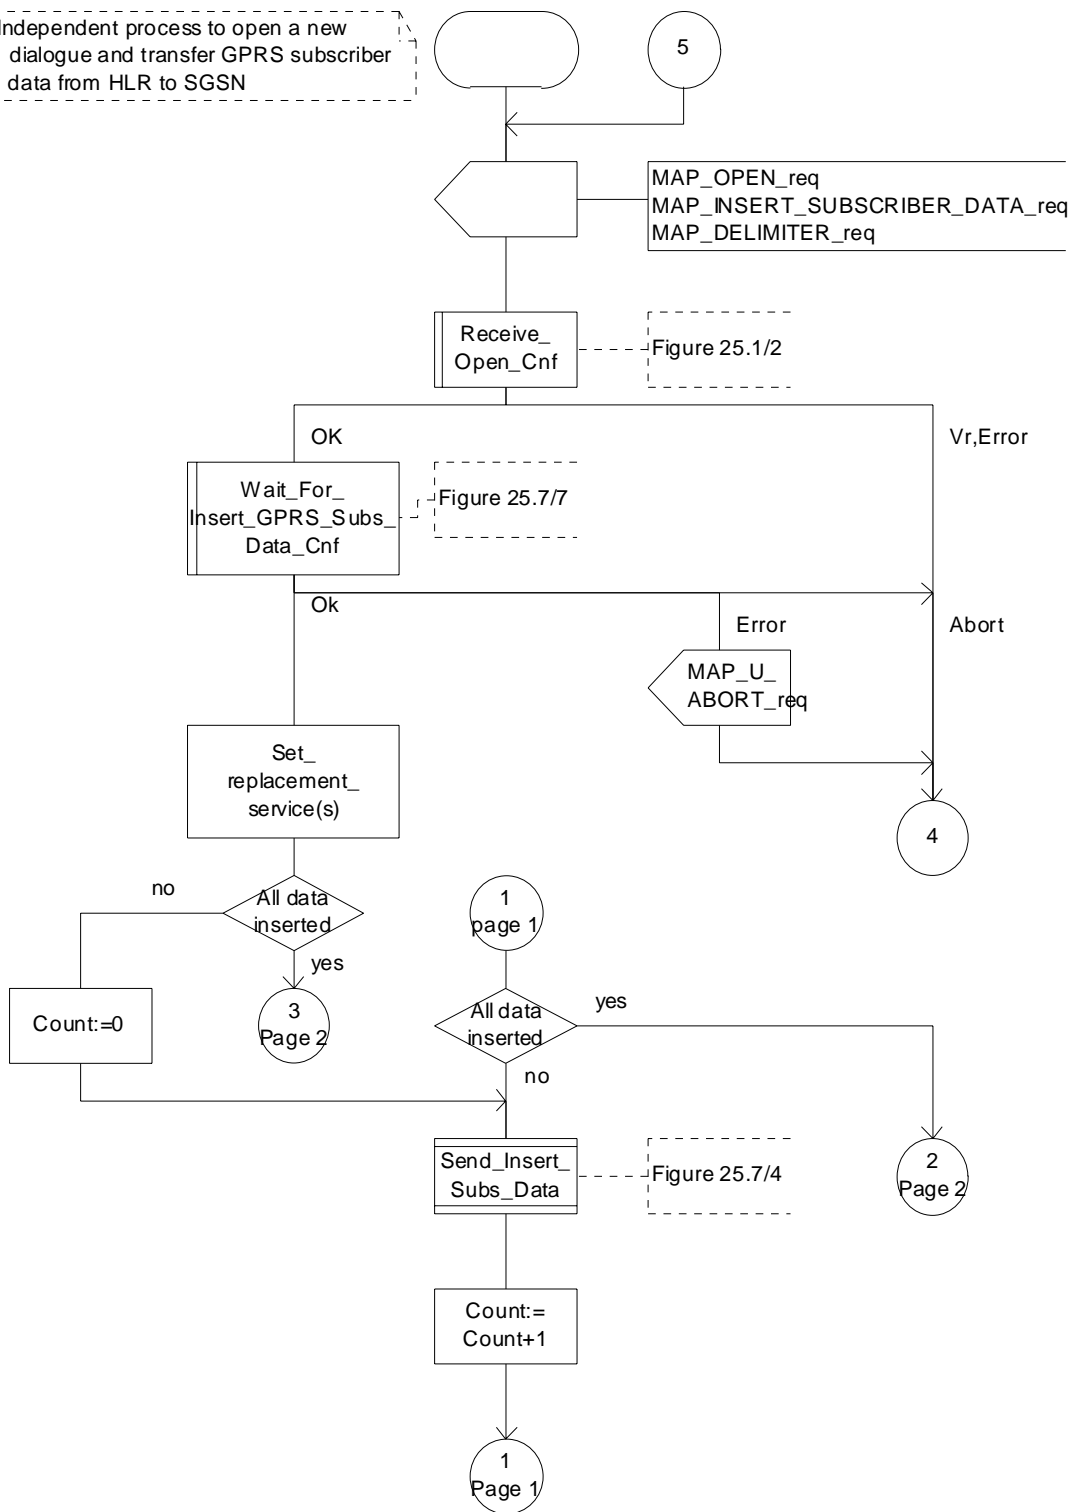 Independent process to open a new
dialogue and transfer GPRS subscriber
data from HLR to SGSN
5
MAP_OPEN_req
MAP_INSERT_SUBSCRIBER_DATA_req
MAP_DELIMITER_req
Receive_
Open_Cnf
Figure 25.1/2
OK
Vr,Error
Wait_For_
Insert_GPRS_Subs_
Data_Cnf
Figure 25.7/7
Ok
Error
Abort
MAP_U_
ABORT_req
Set_
replacement_
service(s)
4
no
All data
inserted
yes
1
page 1
Count:=0
3
Page 2
All data
inserted
yes
no
Send_Insert_
Subs_Data
Figure 25.7/4
2
Page 2
Count:=
Count+1
1
Page 1